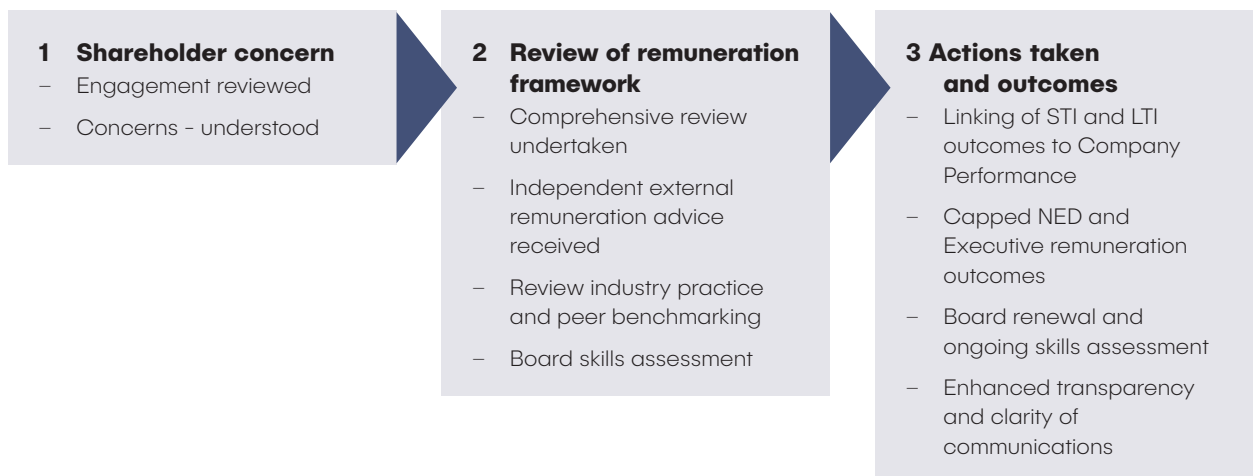 1 Shareholder concern
– Engagement reviewed
– Concerns - understood
2 Review of remuneration
framework
– Comprehensive review
undertaken
– Independent external
remuneration advice
received
– Review industry practice
and peer benchmarking
– Board skills assessment
3 Actions taken
and outcomes
– Linking of STI and LTI
outcomes to Company
Performance
– Capped NED and
Executive remuneration
outcomes
– Board renewal and
ongoing skills assessment
– Enhanced transparency
and clarity of
communications